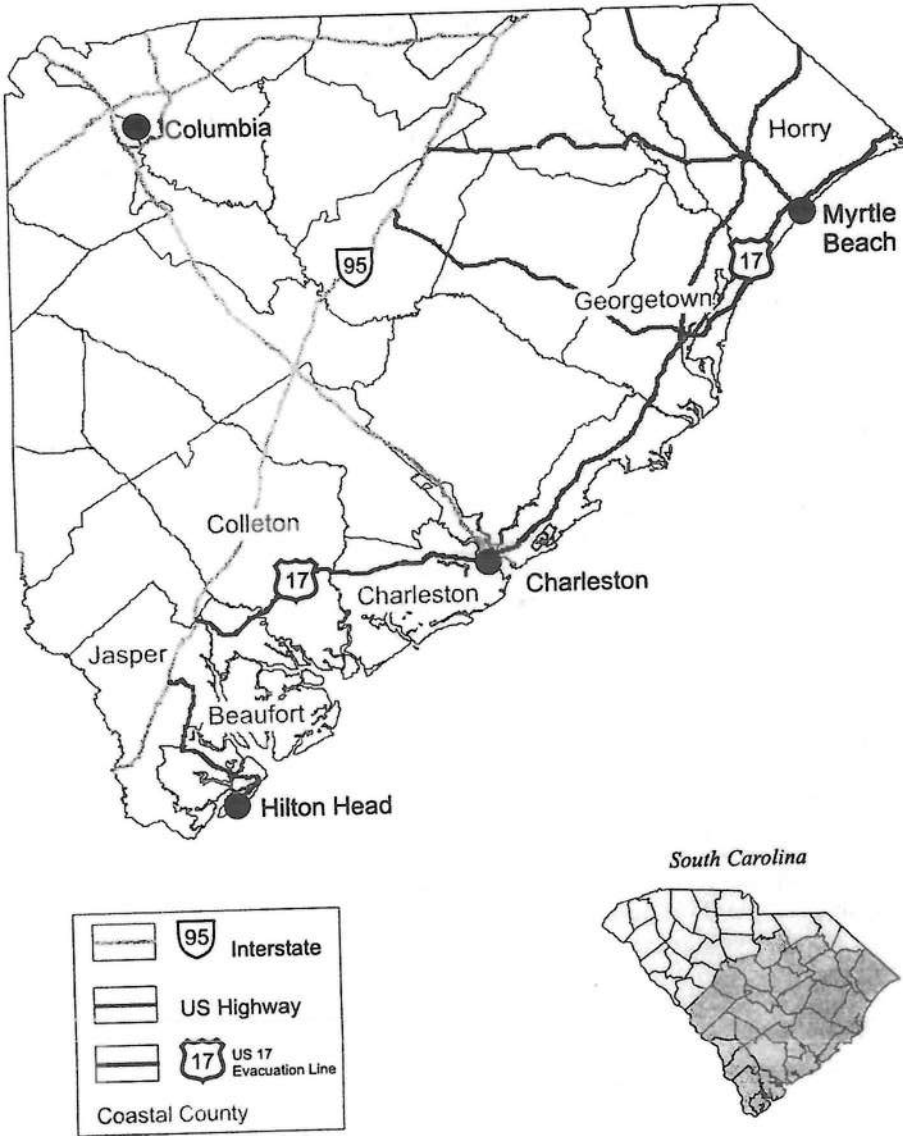 Columbia
Horry
Myrtle
Beach
95
17
Georgetown
Colleton
17
Charleston
Charleston
Jasper
Beaufort
Hilton Head
South Carolina
95
Interstate
US Highway
17
US 17
Evacuation Line
Coastal County